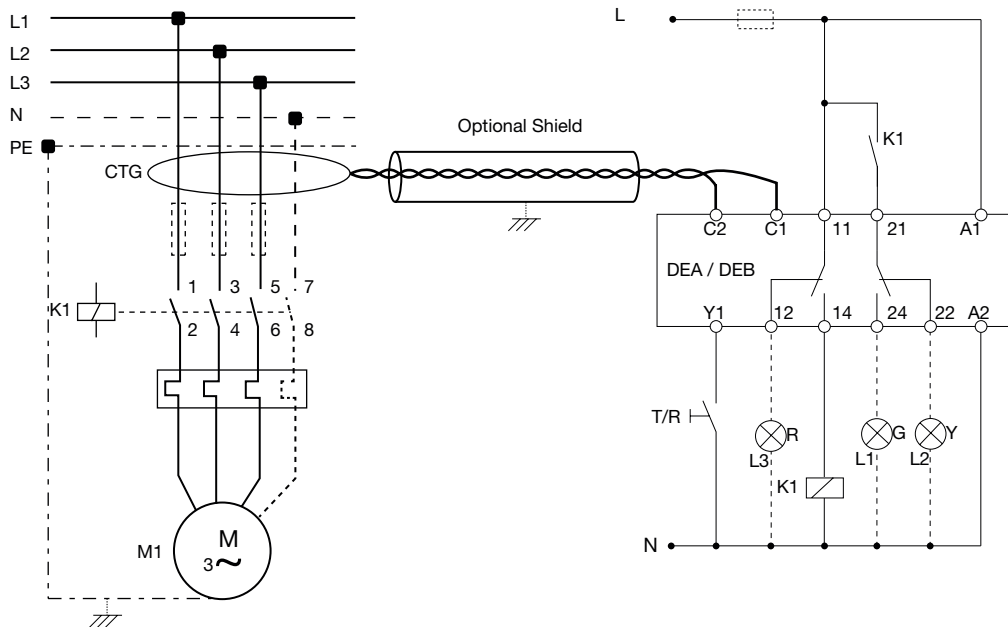 L1
L2
L3
N
PE
CTG
Optional Shield
L
K1
C2 C1 11 21 A1
DEA / DEB
Y1 12 14 24 22 A2
1 3 5 7
K1
2 4 6 8
T/R
R G Y
L3 L1 L2
K1
M1
M
3 ~
N